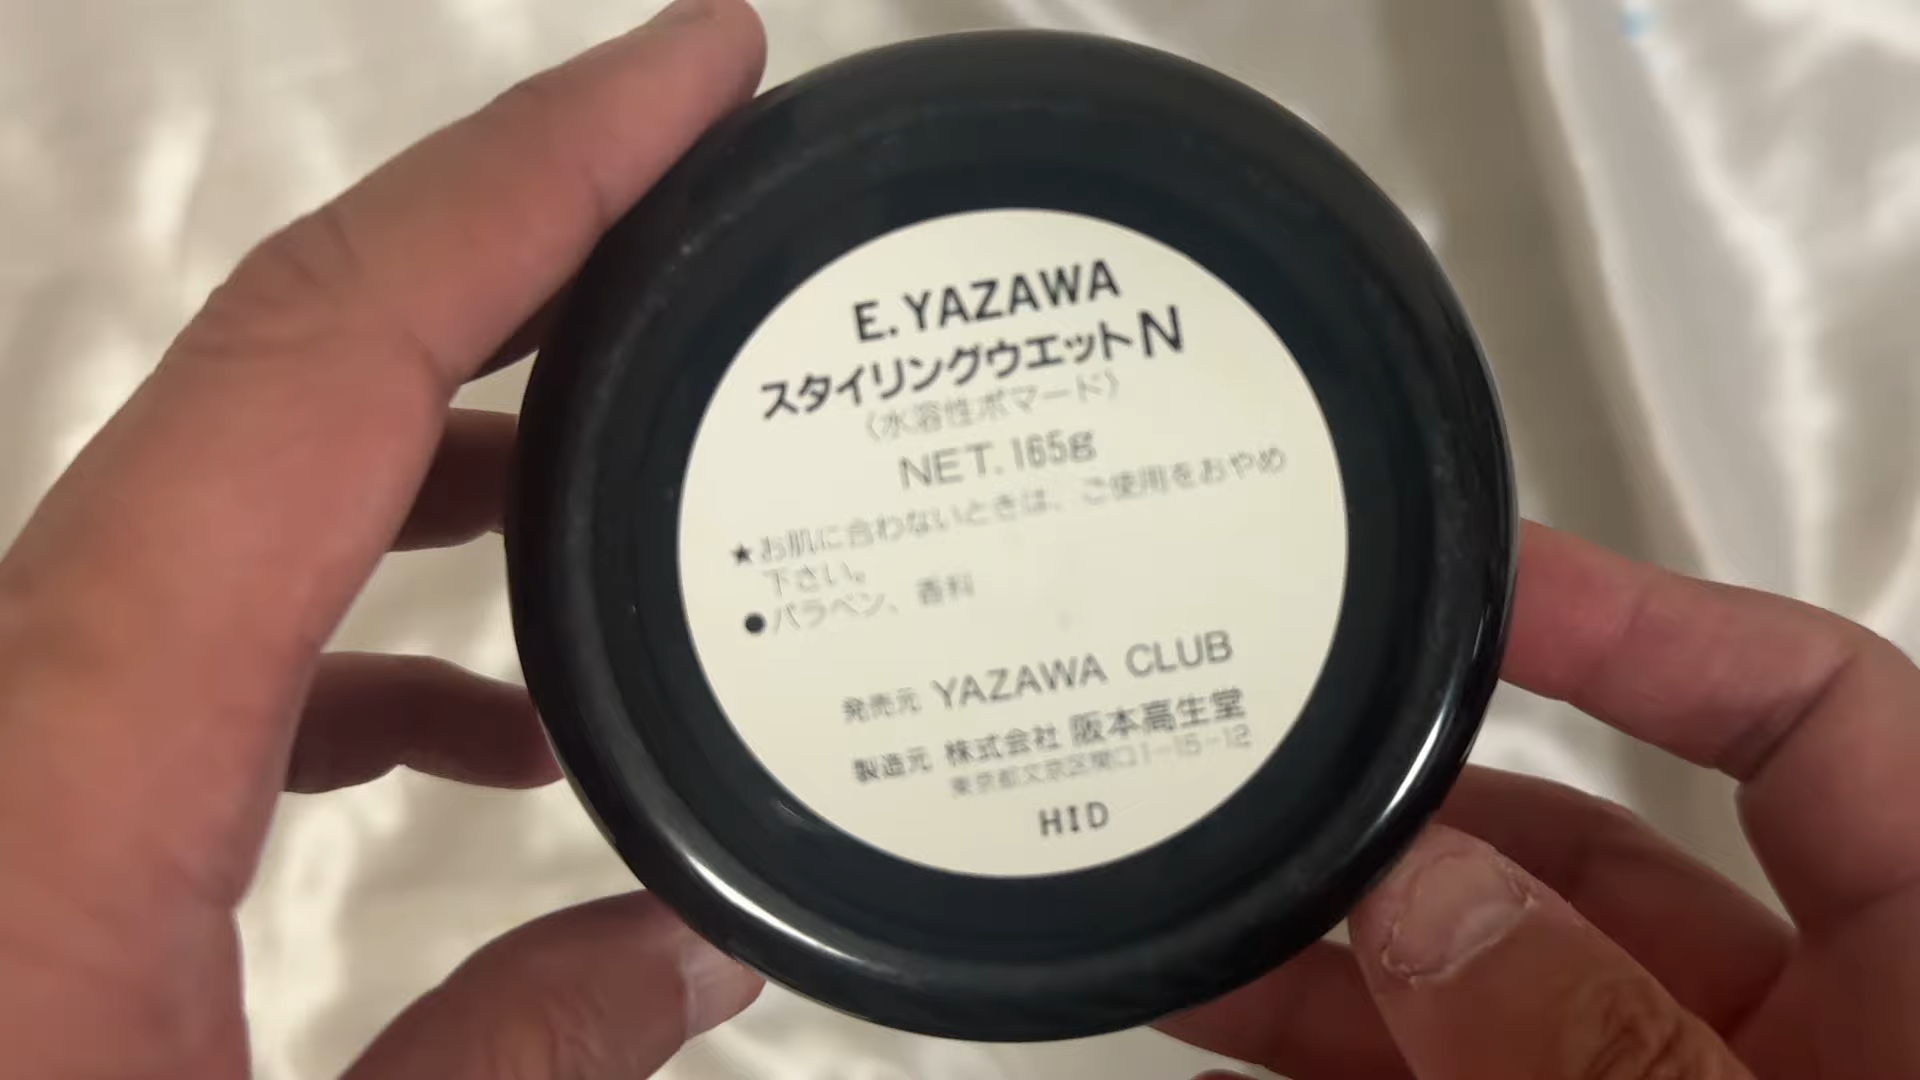 E.YAZAWA
スタイリングウエットN
〈水溶性ポマード〉
NET.165g
★お肌に合わないときは、ご使用をおやめ
下さい。
●パラベン、香料
発売元 YAZAWA CLUB
製造元 株式会社 阪本高生堂
東京都文京区関口1-15-12
HID